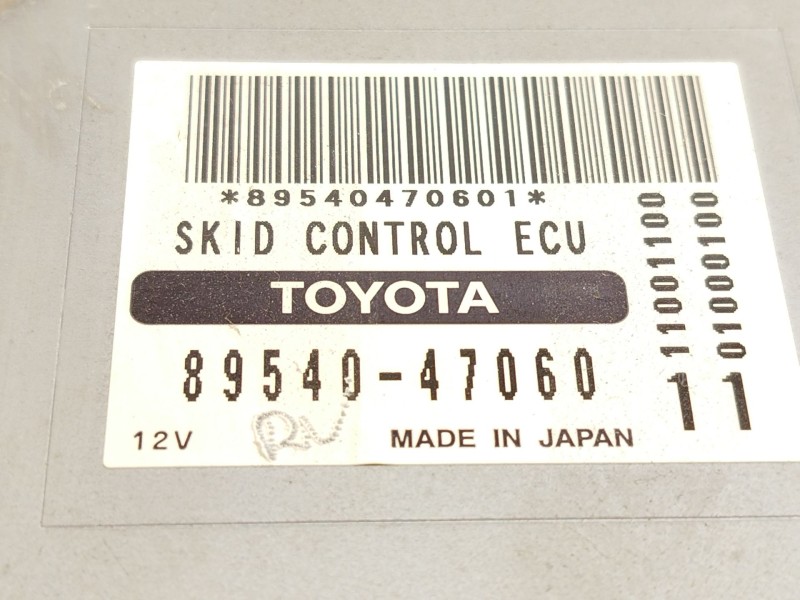 *89540470601*
SKID CONTROL ECU
TOYOTA
89540-47060
12V
MADE IN JAPAN
11001100
01000100
11